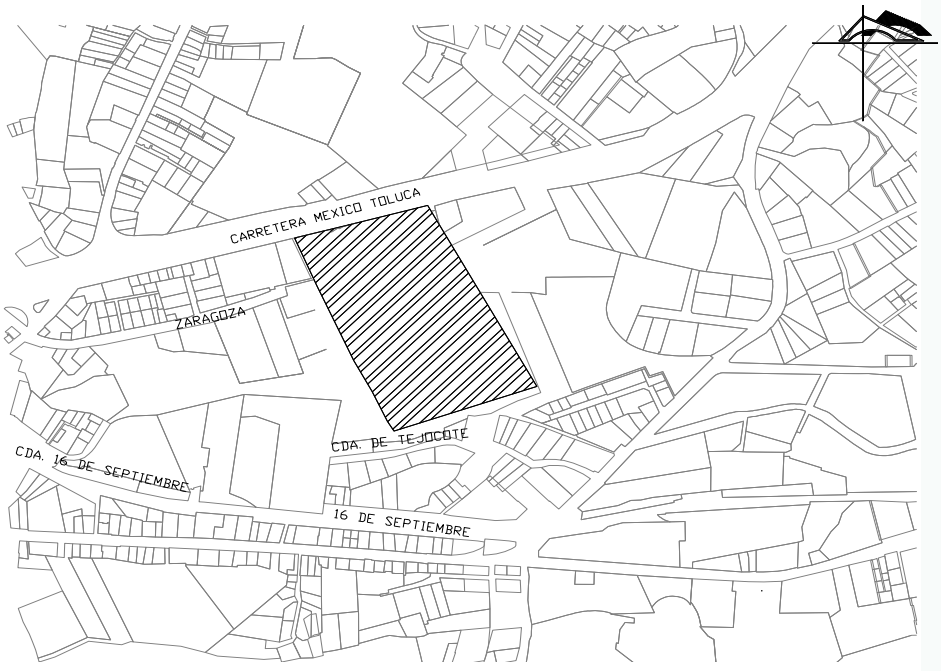 CARRETERA MEXICO TOLUCA
ZARAGOZA
CDA. DE TEJOCOTE
CDA. 16 DE SEPTIEMBRE
16 DE SEPTIEMBRE